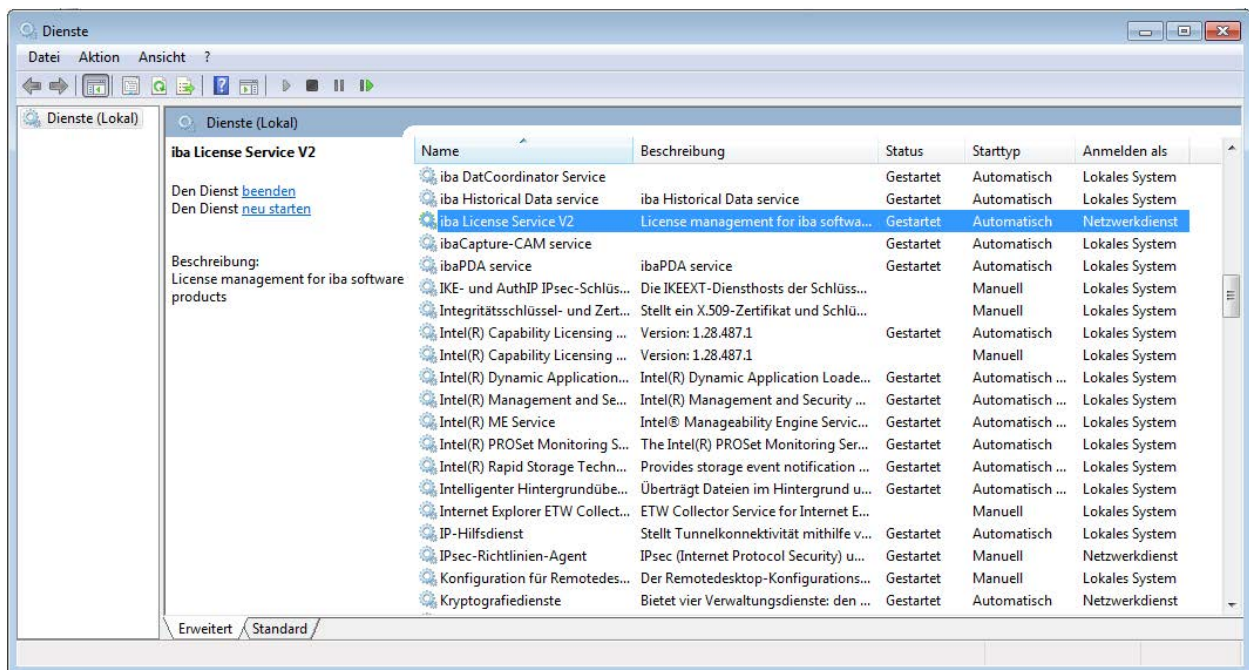 Dienste
Datei Aktion Ansicht ?
Dienste (Lokal)
Dienste (Lokal)
iba License Service V2
Den Dienst beenden
Den Dienst neu starten
Beschreibung:
License management for iba software
products
Name Beschreibung Status Starttyp Anmelden als
iba DatCoordinator Service Gestartet Automatisch Lokales System
iba Historical Data service iba Historical Data service Gestartet Automatisch Lokales System
iba License Service V2 License management for iba softwa... Gestartet Automatisch Netzwerkdienst
ibaCapture-CAM service Gestartet Automatisch Lokales System
ibaPDA service ibaPDA service Gestartet Automatisch Lokales System
IKE- und AuthIP IPsec-Schlüs... Die IKEEXT-Diensthosts der Schlüss... Manuell Lokales System
Integritätsschlüssel- und Zert... Stellt ein X.509-Zertifikat und Schlü... Manuell Lokales System
Intel(R) Capability Licensing ... Version: 1.28.487.1 Gestartet Automatisch Lokales System
Intel(R) Capability Licensing ... Version: 1.28.487.1 Manuell Lokales System
Intel(R) Dynamic Application... Intel(R) Dynamic Application Loade... Gestartet Automatisch ... Lokales System
Intel(R) Management and Se... Intel(R) Management and Security ... Gestartet Automatisch ... Lokales System
Intel(R) ME Service Intel® Manageability Engine Servic... Gestartet Automatisch Lokales System
Intel(R) PROSet Monitoring S... The Intel(R) PROSet Monitoring Ser... Gestartet Automatisch Lokales System
Intel(R) Rapid Storage Techn... Provides storage event notification ... Gestartet Automatisch ... Lokales System
Intelligenter Hintergrundübe... Überträgt Dateien im Hintergrund u... Gestartet Automatisch ... Lokales System
Internet Explorer ETW Collect... ETW Collector Service for Internet E... Manuell Lokales System
IP-Hilfsdienst Stellt Tunnelkonnektivität mithilfe v... Gestartet Automatisch Lokales System
IPsec-Richtlinien-Agent IPsec (Internet Protocol Security) u... Gestartet Manuell Netzwerkdienst
Konfiguration für Remotedes... Der Remotedesktop-Konfigurations... Gestartet Manuell Lokales System
Kryptografiedienste Bietet vier Verwaltungsdienste: den ... Gestartet Automatisch Netzwerkdienst
Erweitert Standard